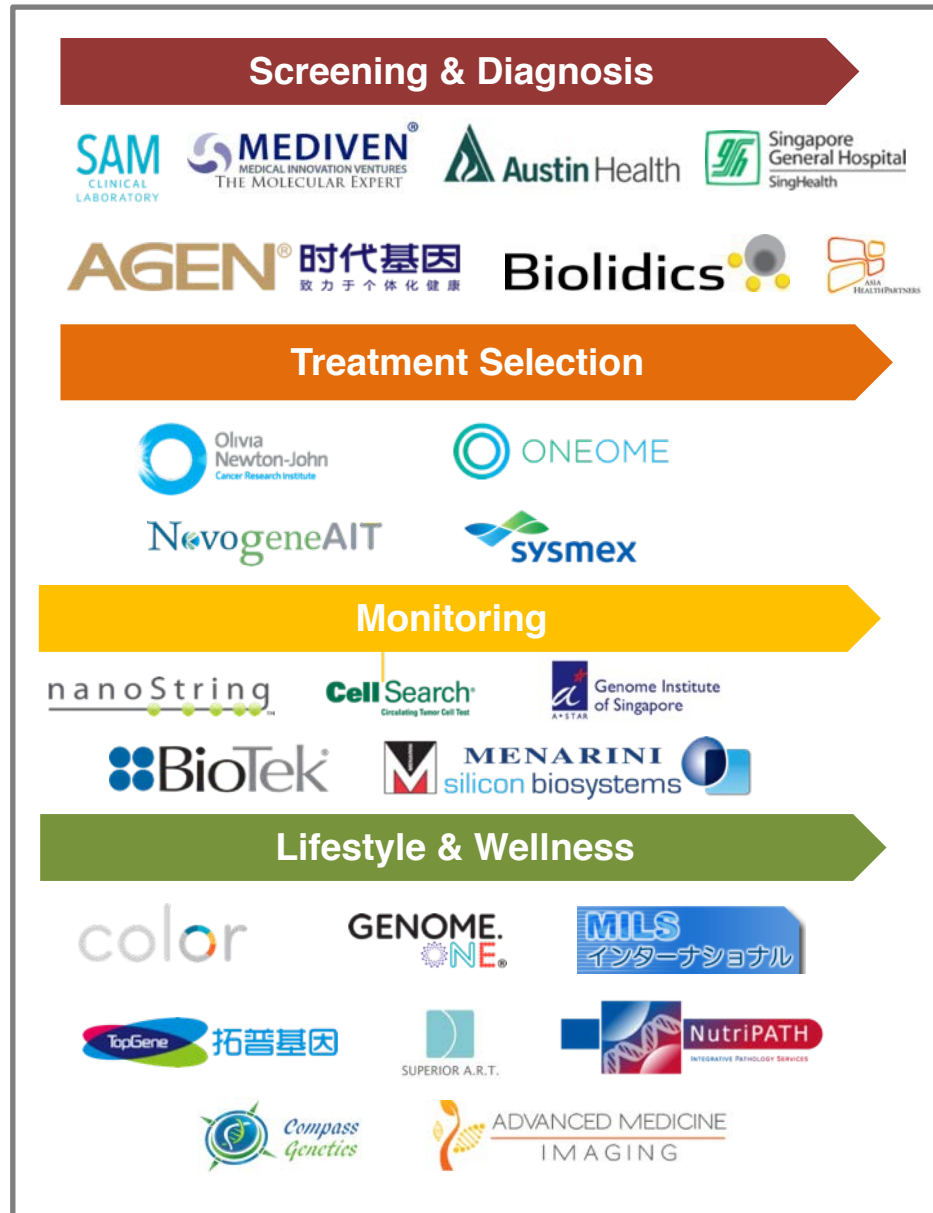 Screening & Diagnosis
SAM
CLINICAL
LABORATORY
MEDIVEN®
MEDICAL INNOVATION VENTURES
THE MOLECULAR EXPERT
Austin Health
Singapore
General Hospital
SingHealth
AGEN® 时代基因
致力于个体化健康
Biolidics
ASIA
HEALTHPARTNERS
Treatment Selection
Olivia
Newton-John
Cancer Research Institute
ONEOME
NovogeneAIT
sysmex
Monitoring
nanoString™
CellSearch®
Circulating Tumor Cell Test
a
A★STAR
Genome Institute
of Singapore
BioTek®
MENARINI
MENARINI
silicon biosystems
Lifestyle & Wellness
color
GENOME.
ONE®
MILS
インターナショナル
TopGene 拓普基因
SUPERIOR A.R.T.
NutriPATH
INTEGRATIVE PATHOLOGY SERVICES
Compass
Genetics
ADVANCED MEDICINE
IMAGING